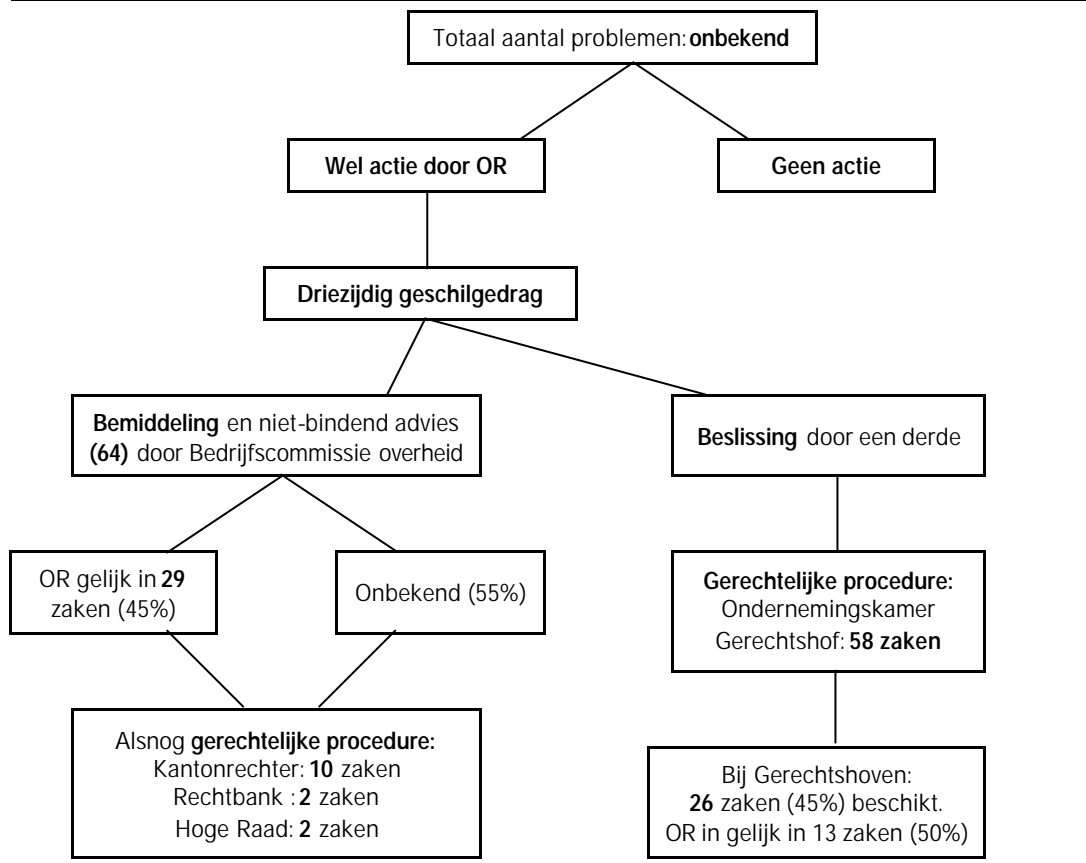 Totaal aantal problemen: onbekend
Wel actie door OR
Geen actie
Driezijdig geschilgedrag
Bemiddeling en niet-bindend advies
(64) door Bedrijfscommissie overheid
Beslissing door een derde
OR gelijk in 29
zaken (45%)
Onbekend (55%)
Gerechtelijke procedure:
Ondernemingskamer
Gerechtshof: 58 zaken
Alsnog gerechtelijke procedure:
Kantonrechter: 10 zaken
Rechtbank : 2 zaken
Hoge Raad: 2 zaken
Bij Gerechtshoven:
26 zaken (45%) beschikt.
OR in gelijk in 13 zaken (50%)